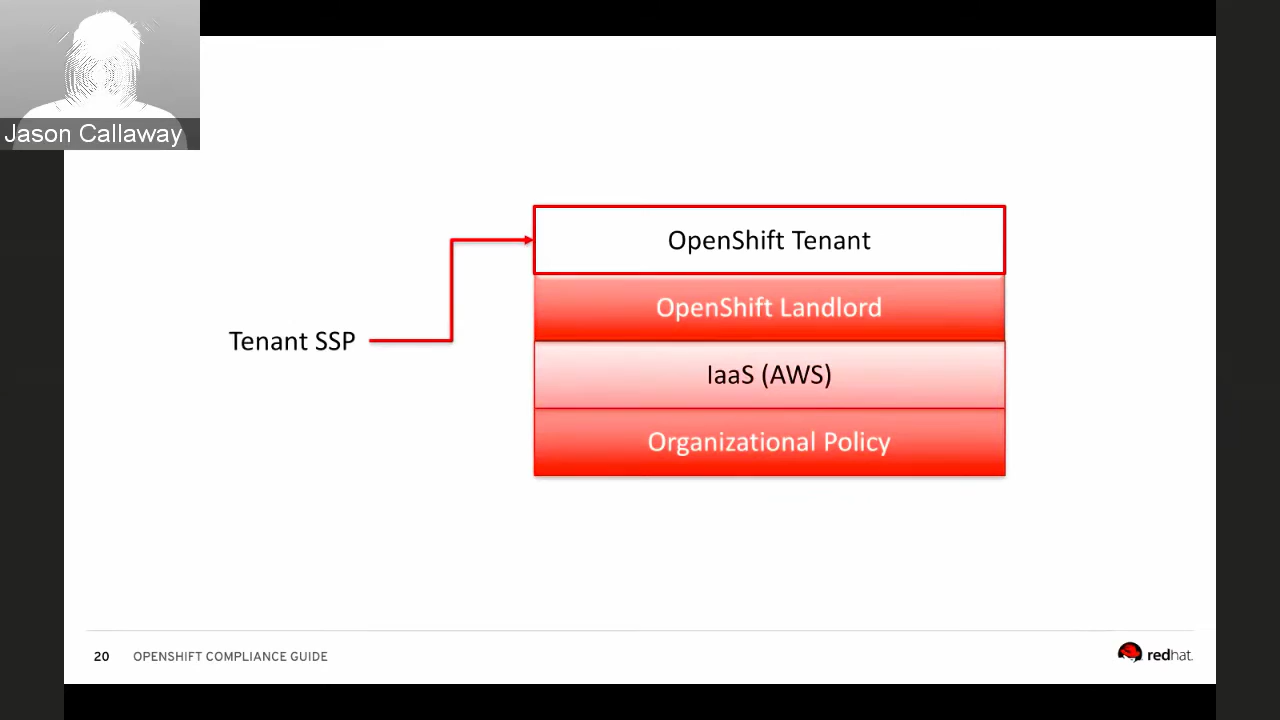 Jason Callaway
OpenShift Tenant
OpenShift Landlord
Tenant SSP
IaaS (AWS)
Organizational Policy
20 OPENSHIFT COMPLIANCE GUIDE
redhat.